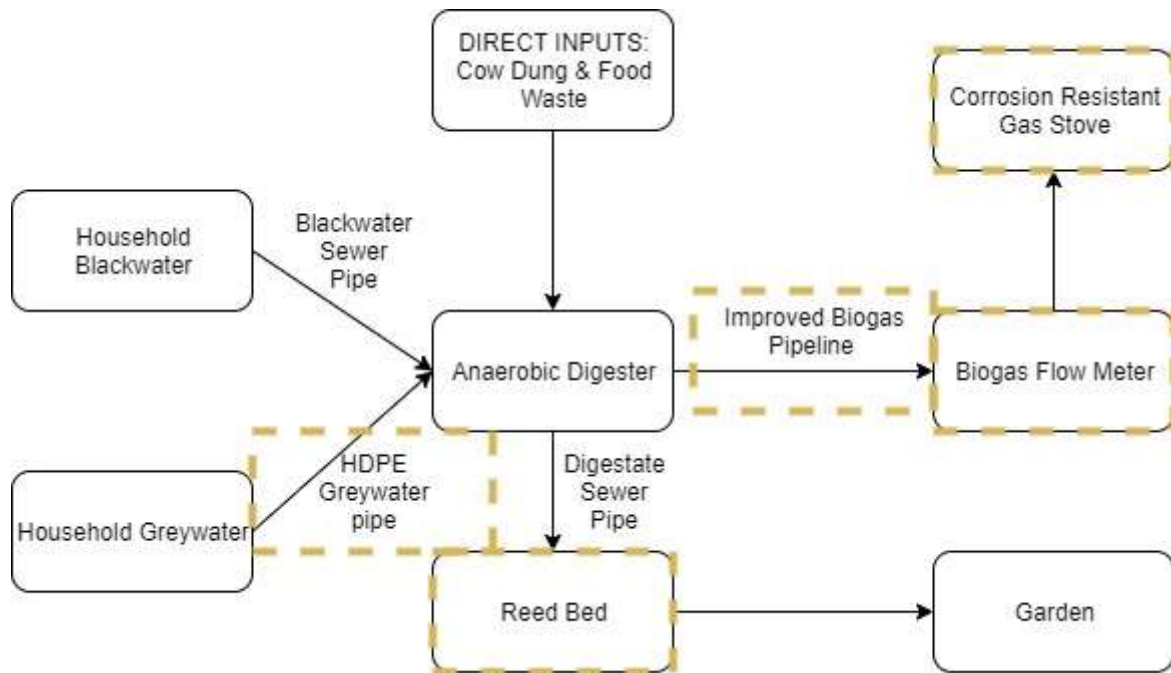 DIRECT INPUTS:
Cow Dung & Food
Waste
Corrosion Resistant
Gas Stove
Household
Blackwater
Blackwater
Sewer
Pipe
Improved Biogas
Pipeline
Anaerobic Digester
Biogas Flow Meter
HDPE
Greywater
pipe
Digestate
Sewer
Pipe
Household Greywater
Reed Bed
Garden